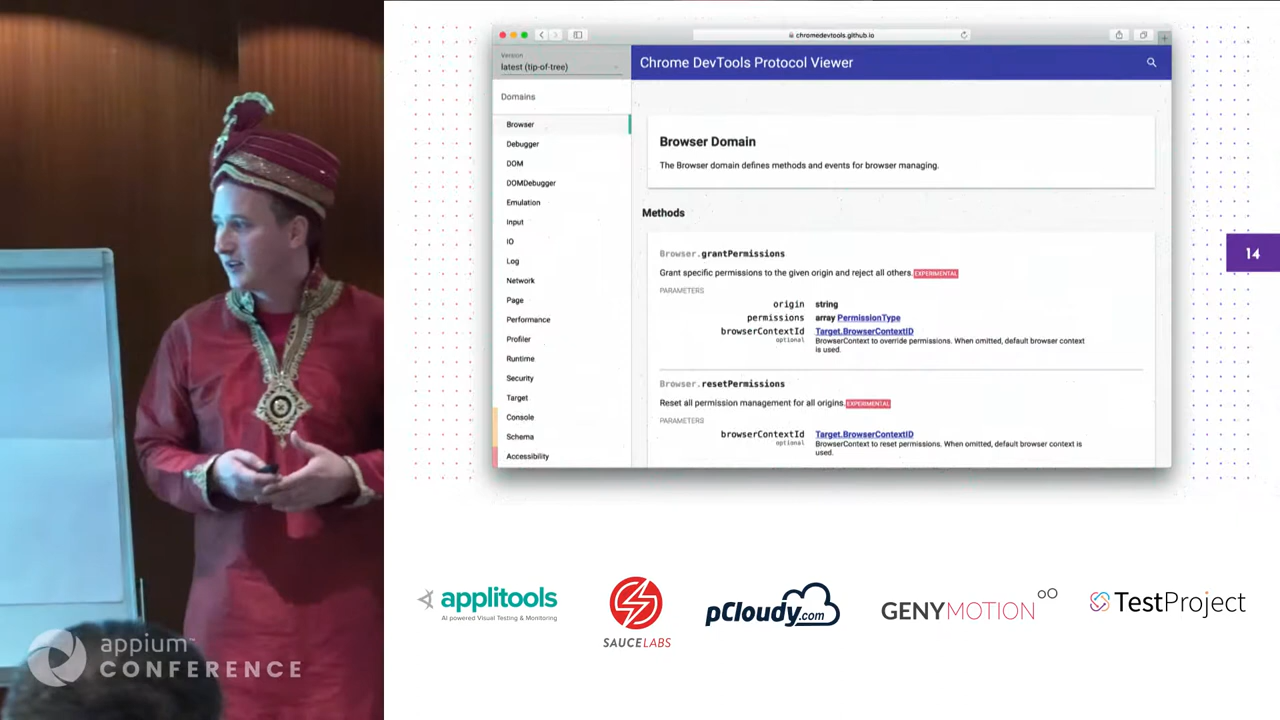 chromedevtools.github.io
Version
latest (tip-of-tree)
Chrome DevTools Protocol Viewer
Domains
Browser
Debugger
DOM
DOMDebugger
Emulation
Input
IO
Log
Network
Page
Performance
Profiler
Runtime
Security
Target
Console
Schema
Accessibility
Browser Domain
The Browser domain defines methods and events for browser managing.
Methods
Browser.grantPermissions
Grant specific permissions to the given origin and reject all others. EXPERIMENTAL
PARAMETERS
origin string
permissions array PermissionType
browserContextId Target.BrowserContextID
optional BrowserContext to override permissions. When omitted, default browser context
is used.
Browser.resetPermissions
Reset all permission management for all origins. EXPERIMENTAL
PARAMETERS
browserContextId Target.BrowserContextID
optional BrowserContext to reset permissions. When omitted, default browser context is
used.
14
applitools
AI powered Visual Testing & Monitoring
SAUCELABS
pCloudy.com
GENYMOTION
TestProject
appium™
CONFERENCE